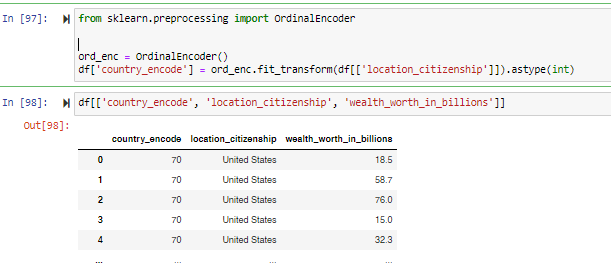 In [97]: from sklearn.preprocessing import OrdinalEncoder
ord_enc = OrdinalEncoder()
df['country_encode'] = ord_enc.fit_transform(df[['location_citizenship']]).astype(int)
In [98]: df[['country_encode', 'location_citizenship', 'wealth_worth_in_billions']]
Out[98]:
country_encode location_citizenship wealth_worth_in_billions
0 70 United States 18.5
1 70 United States 58.7
2 70 United States 76.0
3 70 United States 15.0
4 70 United States 32.3
... ... ... ...